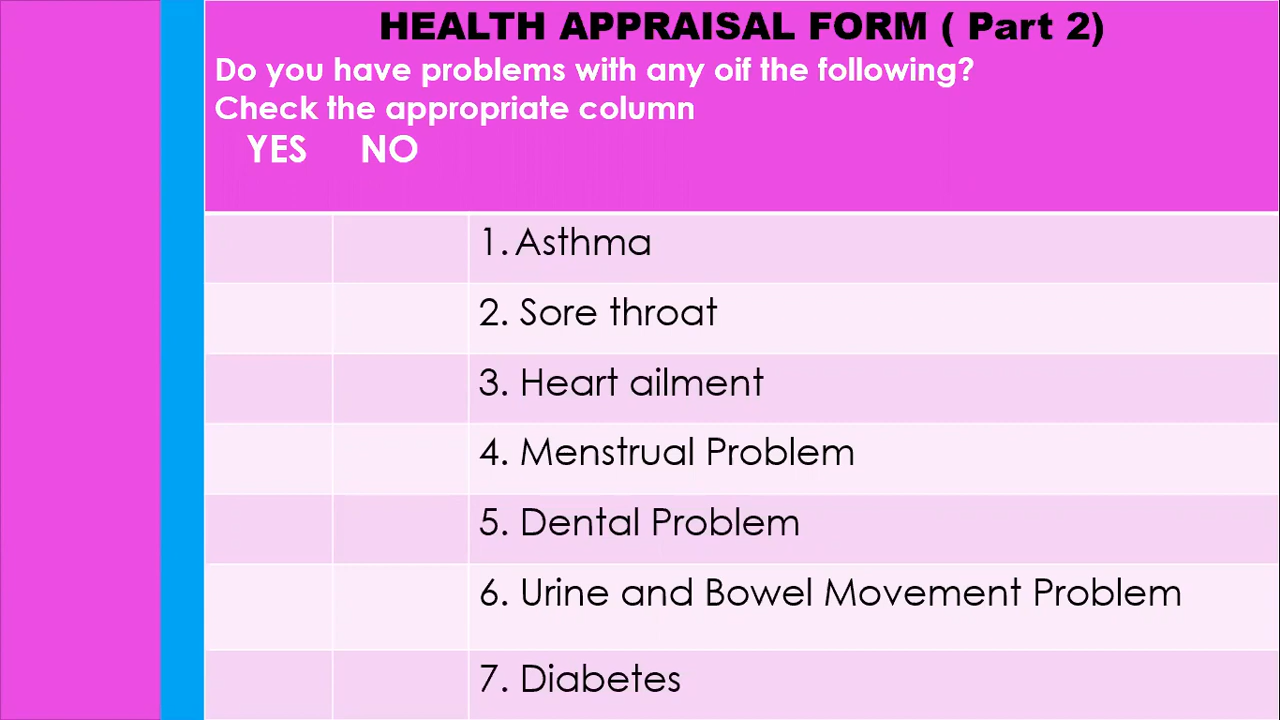 HEALTH APPRAISAL FORM ( Part 2)
Do you have problems with any oif the following?
Check the appropriate column
YES NO
1. Asthma
2. Sore throat
3. Heart ailment
4. Menstrual Problem
5. Dental Problem
6. Urine and Bowel Movement Problem
7. Diabetes